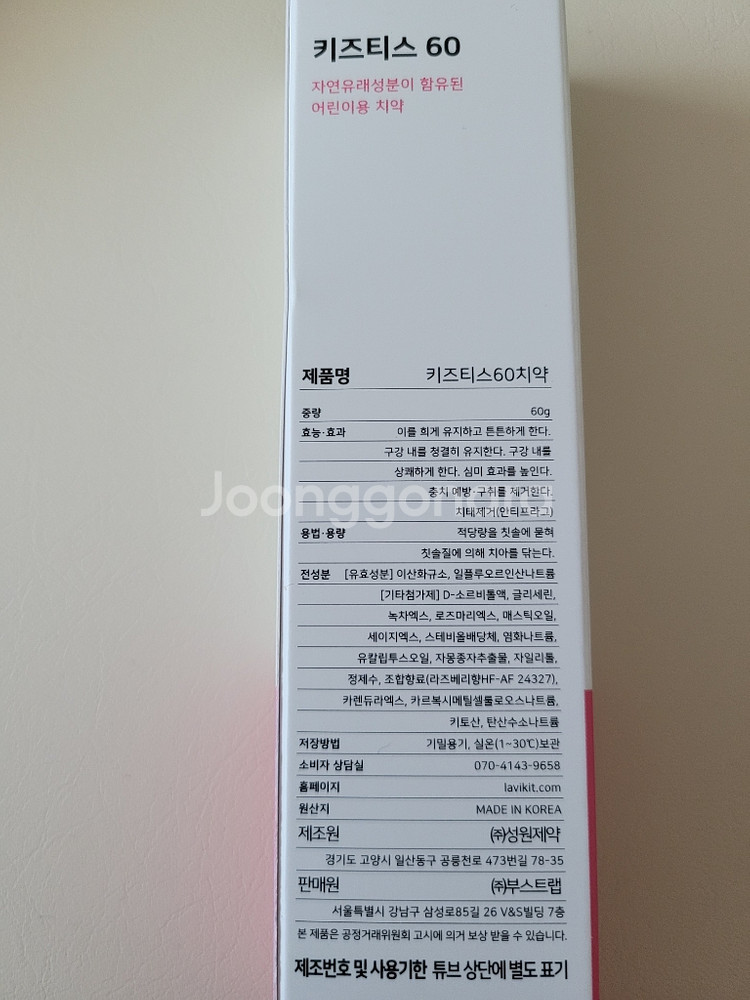 키즈티스 60
자연유래성분이 함유된
어린이용 치약
제품명 키즈티스60치약
중량 60g
효능·효과 이를 희게 유지하고 튼튼하게 한다.
구강 내를 청결히 유지한다. 구강 내를
상쾌하게 한다. 심미 효과를 높인다.
충치 예방·구취를 제거한다.
치태제거(안티프라그)
Joonggonara
용법·용량 적당량을 칫솔에 묻혀
칫솔질에 의해 치아를 닦는다.
전성분 [유효성분] 이산화규소, 일플루오르인산나트륨
[기타첨가제] D-소르비톨액, 글리세린,
녹차엑스, 로즈마리엑스, 매스틱오일,
세이지엑스, 스테비올배당체, 염화나트륨,
유칼립투스오일, 자몽종자추출물, 자일리톨,
정제수, 조합향료(라즈베리향HF-AF 24327),
카렌듀라엑스, 카르복시메틸셀룰로오스나트륨,
키토산, 탄산수소나트륨
저장방법 기밀용기, 실온(1~30℃)보관
소비자 상담실 070-4143-9658
홈페이지 lavikit.com
원산지 MADE IN KOREA
제조원 ㈜성원제약
경기도 고양시 일산동구 공릉천로 473번길 78-35
판매원 ㈜부스트랩
서울특별시 강남구 삼성로85길 26 V&S빌딩 7층
본 제품은 공정거래위원회 고시에 의거 보상 받을 수 있습니다.
제조번호 및 사용기한 튜브 상단에 별도 표기